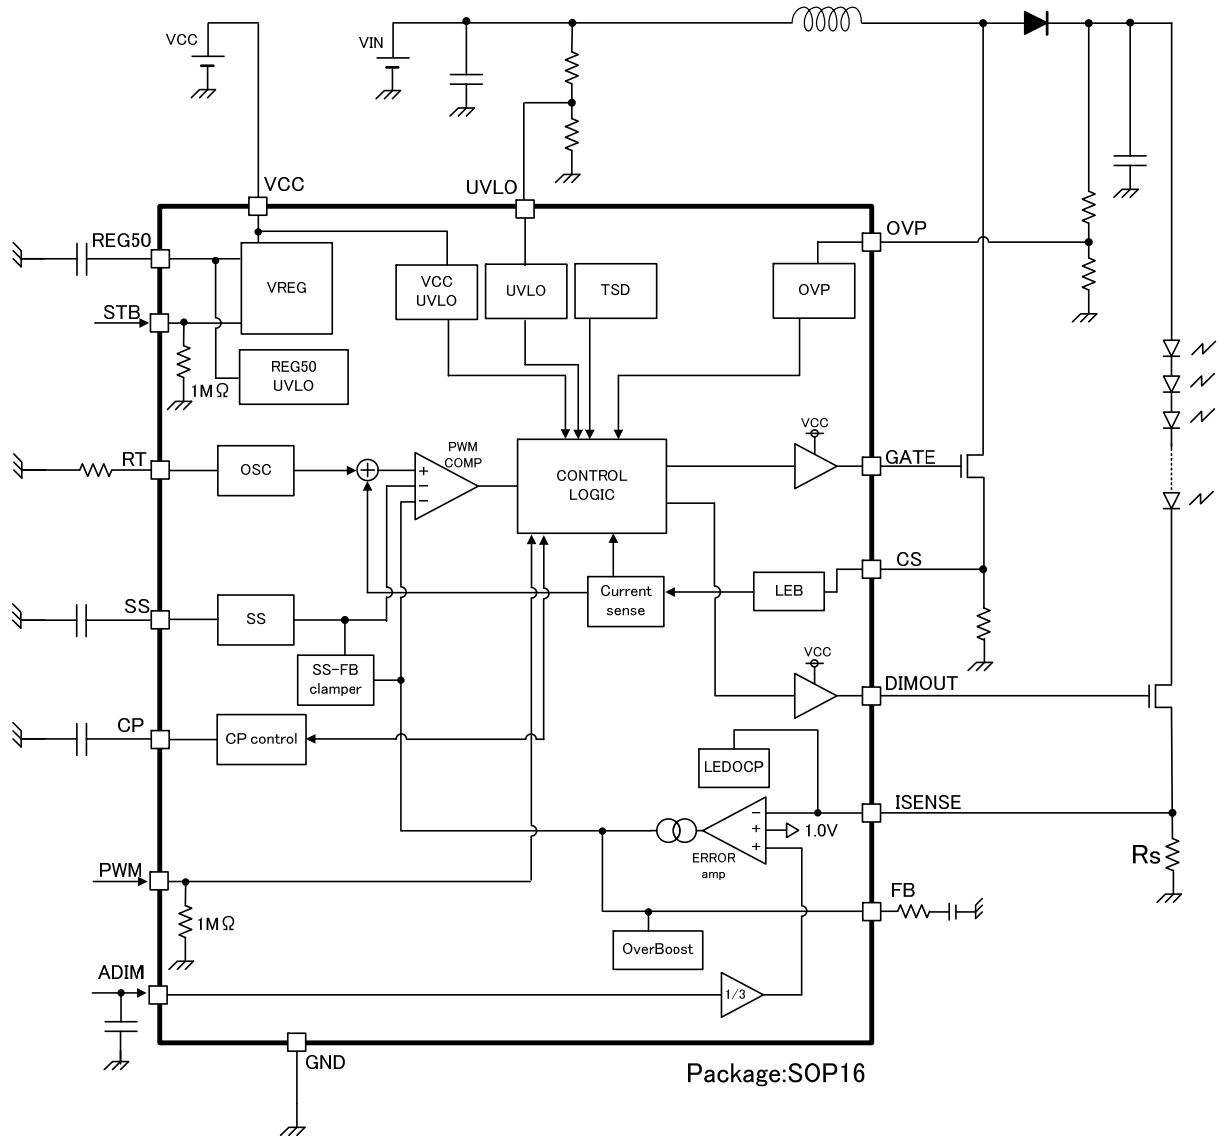 VCC
VIN
VCC
UVLO
REG50
OVP
VREG
VCC
UVLO
UVLO
TSD
OVP
STB
REG50
UVLO
1MΩ
RT
OSC
PWM
COMP
+
+
−
−
CONTROL
LOGIC
VCC
GATE
CS
Current
sense
LEB
SS
SS
SS-FB
clamper
VCC
DIMOUT
CP
CP control
LEDOCP
ISENSE
−
+
+
1.0V
ERROR
amp
Rs
PWM
1MΩ
FB
OverBoost
ADIM
1/3
GND
Package:SOP16